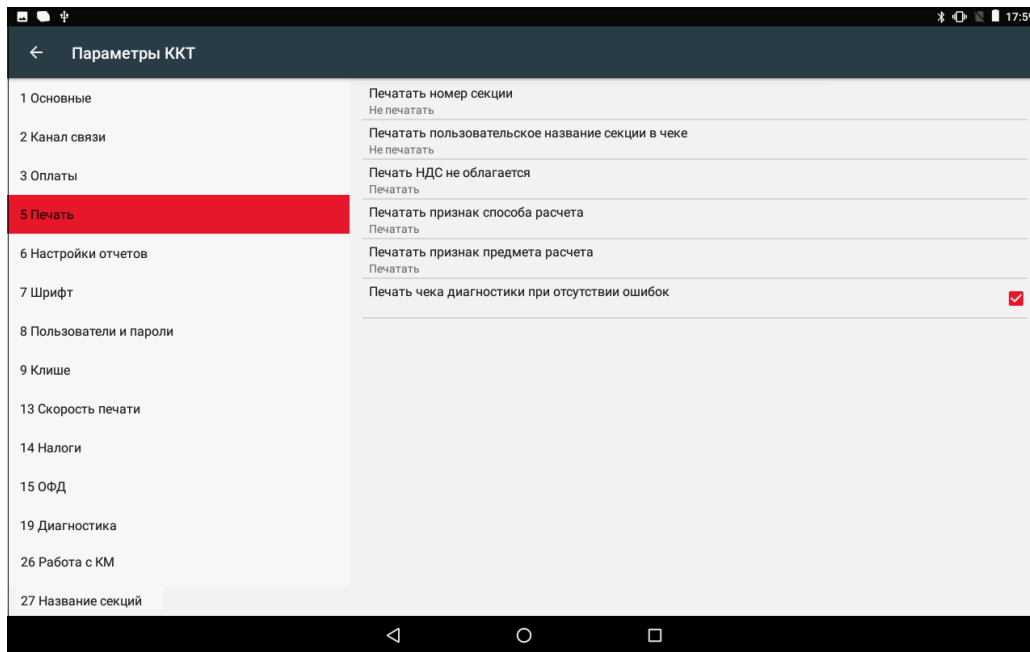 17:59
Параметры ККТ
1 Основные
2 Канал связи
3 Оплаты
5 Печать
6 Настройки отчетов
7 Шрифт
8 Пользователи и пароли
9 Клише
13 Скорость печати
14 Налоги
15 ОФД
19 Диагностика
26 Работа с КМ
27 Название секций
Печатать номер секции
Не печатать
Печатать пользовательское название секции в чеке
Не печатать
Печать НДС не облагается
Печатать
Печатать признак способа расчета
Печатать
Печатать признак предмета расчета
Печатать
Печать чека диагностики при отсутствии ошибок